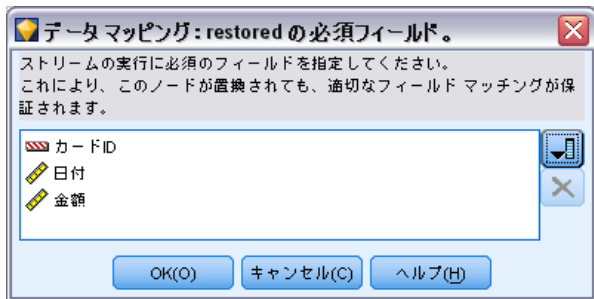 データ マッピング : restored の必須フィールド。
ストリームの実行に必須のフィールドを指定してください。
これにより、このノードが置換されても、適切なフィールド マッチングが保
証されます。
カードID
日付
金額
OK(O) キャンセル(C) ヘルプ(H)